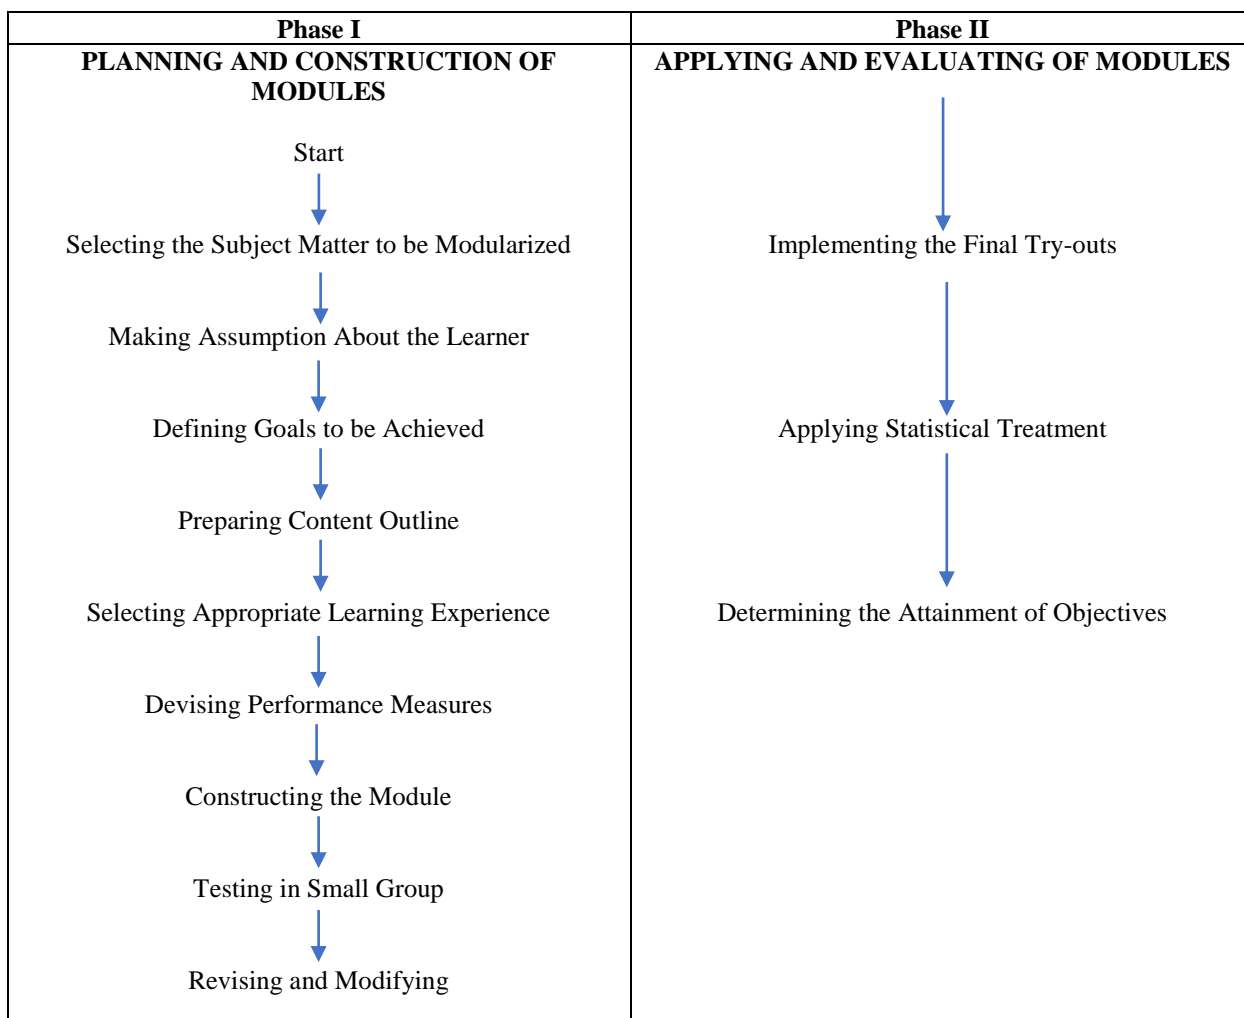 Phase I
PLANNING AND CONSTRUCTION OF
MODULES
Start
Selecting the Subject Matter to be Modularized
Making Assumption About the Learner
Defining Goals to be Achieved
Preparing Content Outline
Selecting Appropriate Learning Experience
Devising Performance Measures
Constructing the Module
Testing in Small Group
Revising and Modifying
Phase II
APPLYING AND EVALUATING OF MODULES
Implementing the Final Try-outs
Applying Statistical Treatment
Determining the Attainment of Objectives